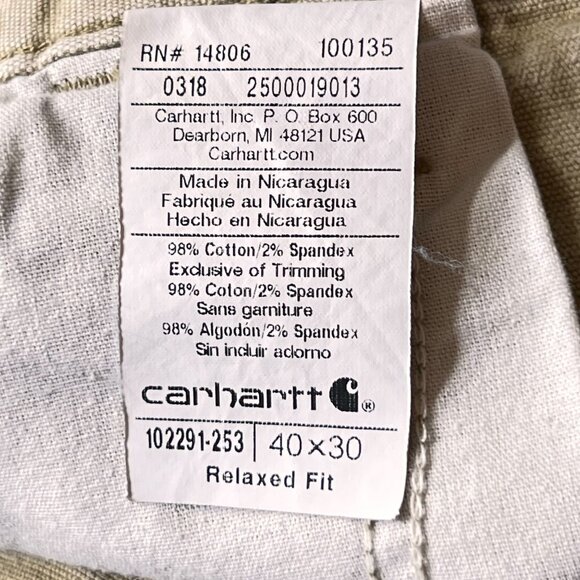 RN# 14806 100135
0318 2500019013
Carhartt, Inc. P. O. Box 600
Dearborn, MI 48121 USA
Carhartt.com
Made in Nicaragua
Fabriqué au Nicaragua
Hecho en Nicaragua
98% Cotton/2% Spandex
Exclusive of Trimming
98% Coton/2% Spandex
Sans garniture
98% Algodón/2% Spandex
Sin incluir adorno
carhartt ®
102291-253 | 40×30
Relaxed Fit